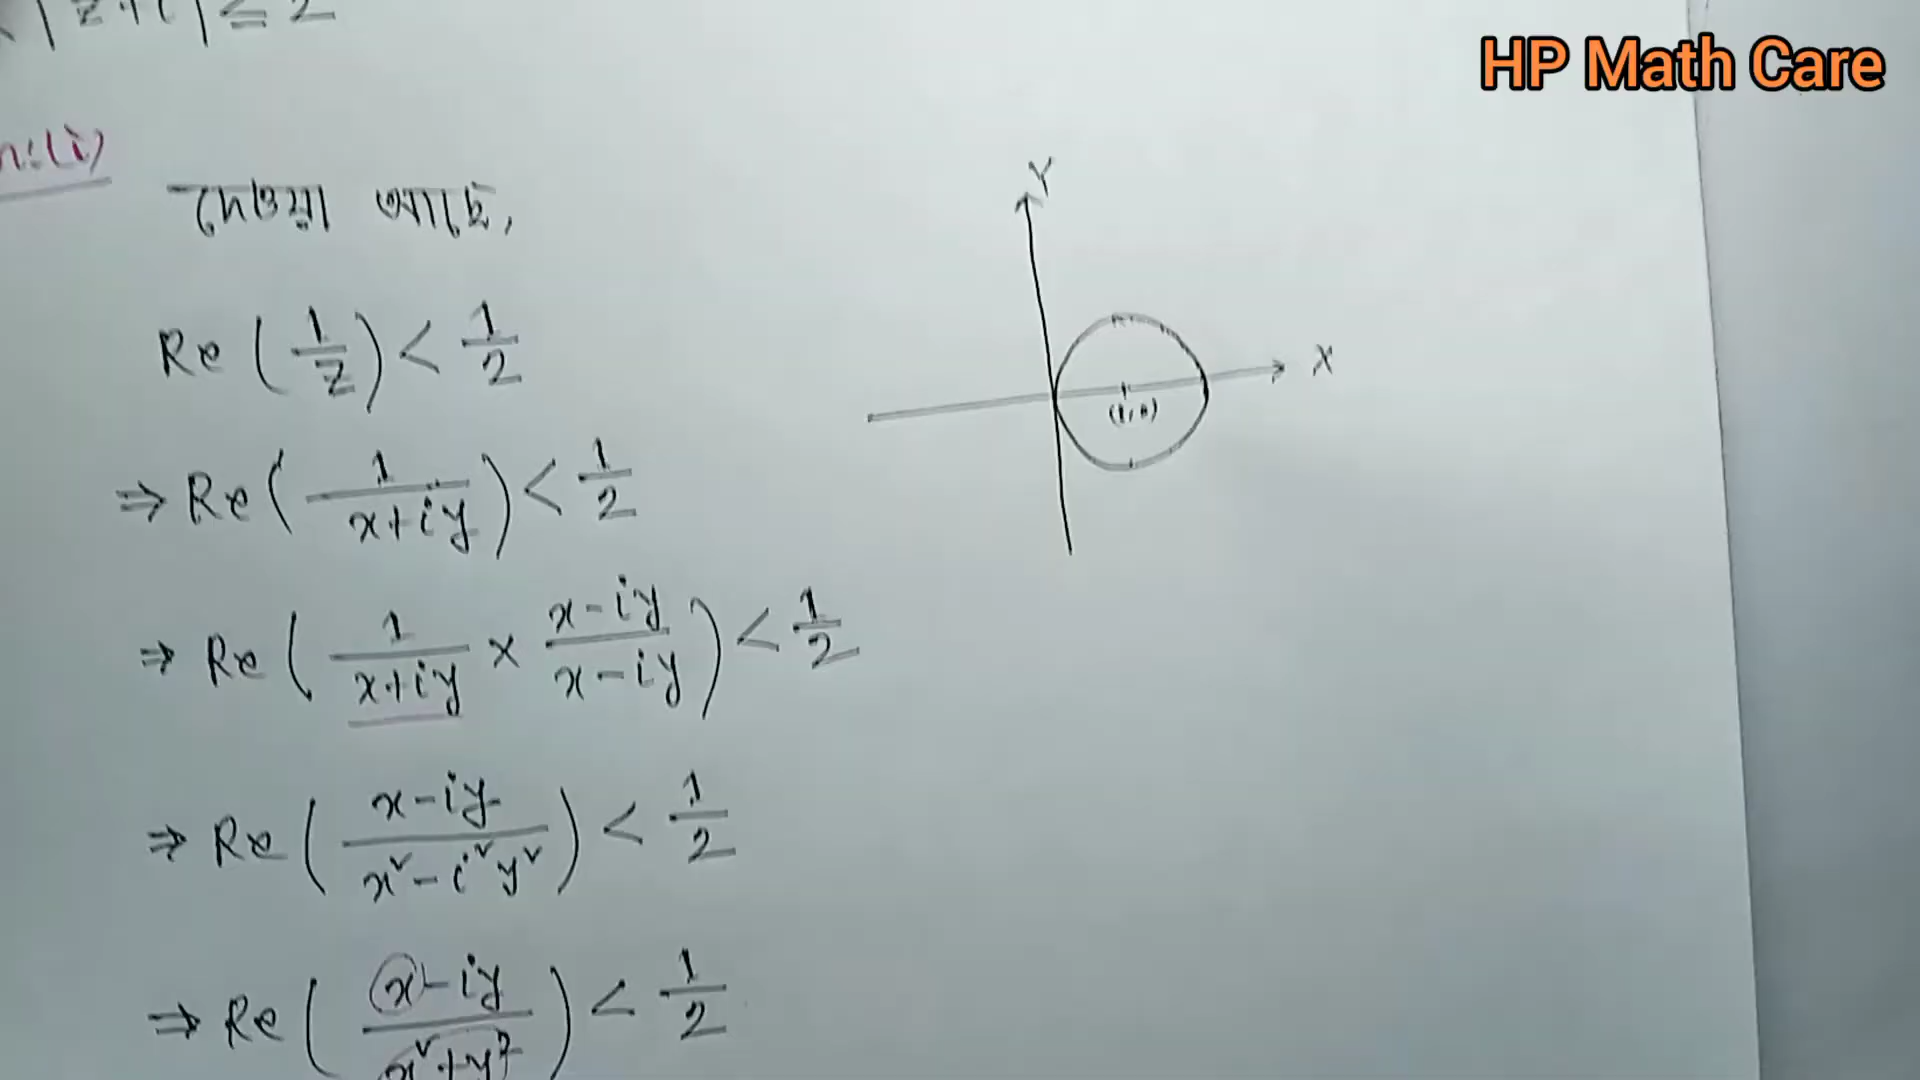 |z+i| ≤ 2
HP Math Care
n:(i)
দেওয়া আছে,
Re (1/z) < 1/2
⇒ Re (1/(x+iy)) < 1/2
⇒ Re (1/(x+iy) × (x-iy)/(x-iy)) < 1/2
⇒ Re ((x-iy)/(x²-i²y²)) < 1/2
⇒ Re ((x-iy)/(x²+y²)) < 1/2
Y
X
(1,0)